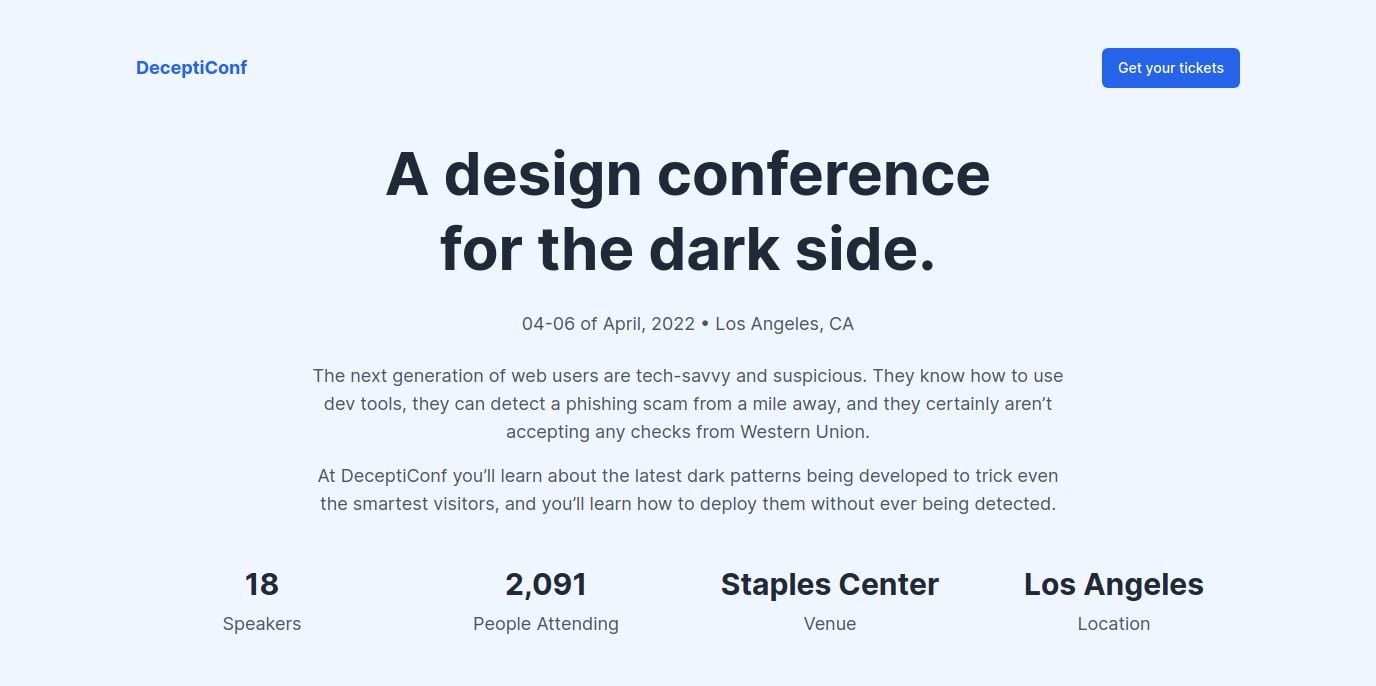 DeceptiConf
Get your tickets
A design conference
for the dark side.
04-06 of April, 2022 • Los Angeles, CA
The next generation of web users are tech-savvy and suspicious. They know how to use
dev tools, they can detect a phishing scam from a mile away, and they certainly aren’t
accepting any checks from Western Union.
At DeceptiConf you’ll learn about the latest dark patterns being developed to trick even
the smartest visitors, and you’ll learn how to deploy them without ever being detected.
18
Speakers
2,091
People Attending
Staples Center
Venue
Los Angeles
Location